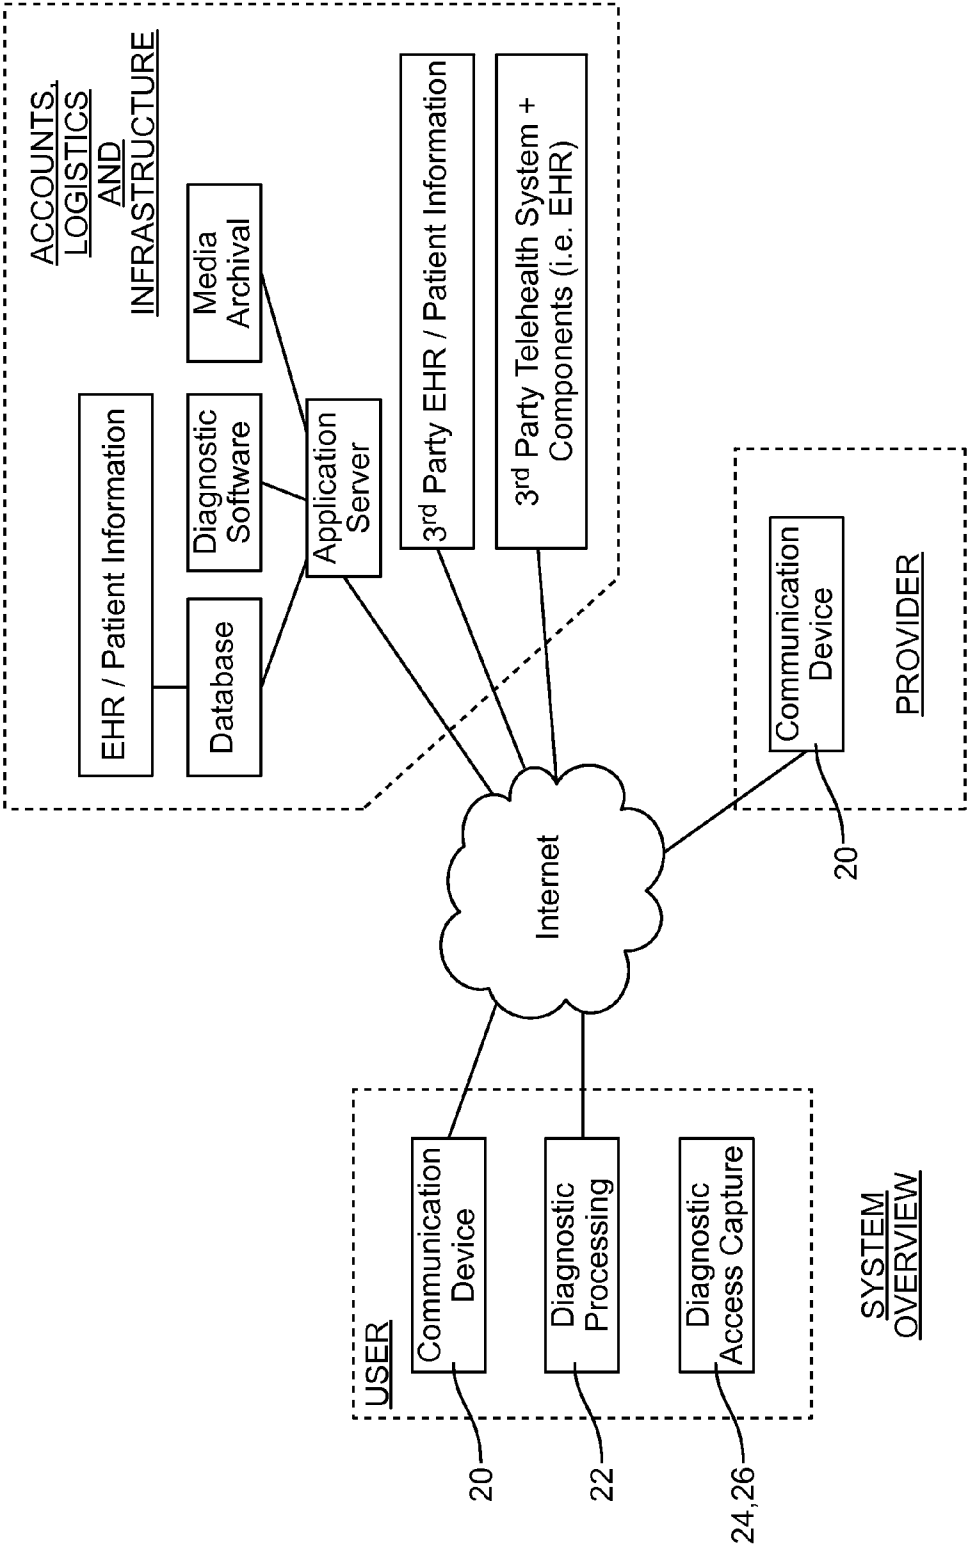 ACCOUNTS,
LOGISTICS
AND
INFRASTRUCTURE
EHR / Patient Information
Database
Diagnostic
Software
Media
Archival
Application
Server
3rd Party EHR / Patient Information
3rd Party Telehealth System +
Components (i.e. EHR)
Internet
USER
Communication
Device
20
Diagnostic
Processing
22
Diagnostic
Access Capture
24,26
Communication
Device
20
PROVIDER
SYSTEM
OVERVIEW